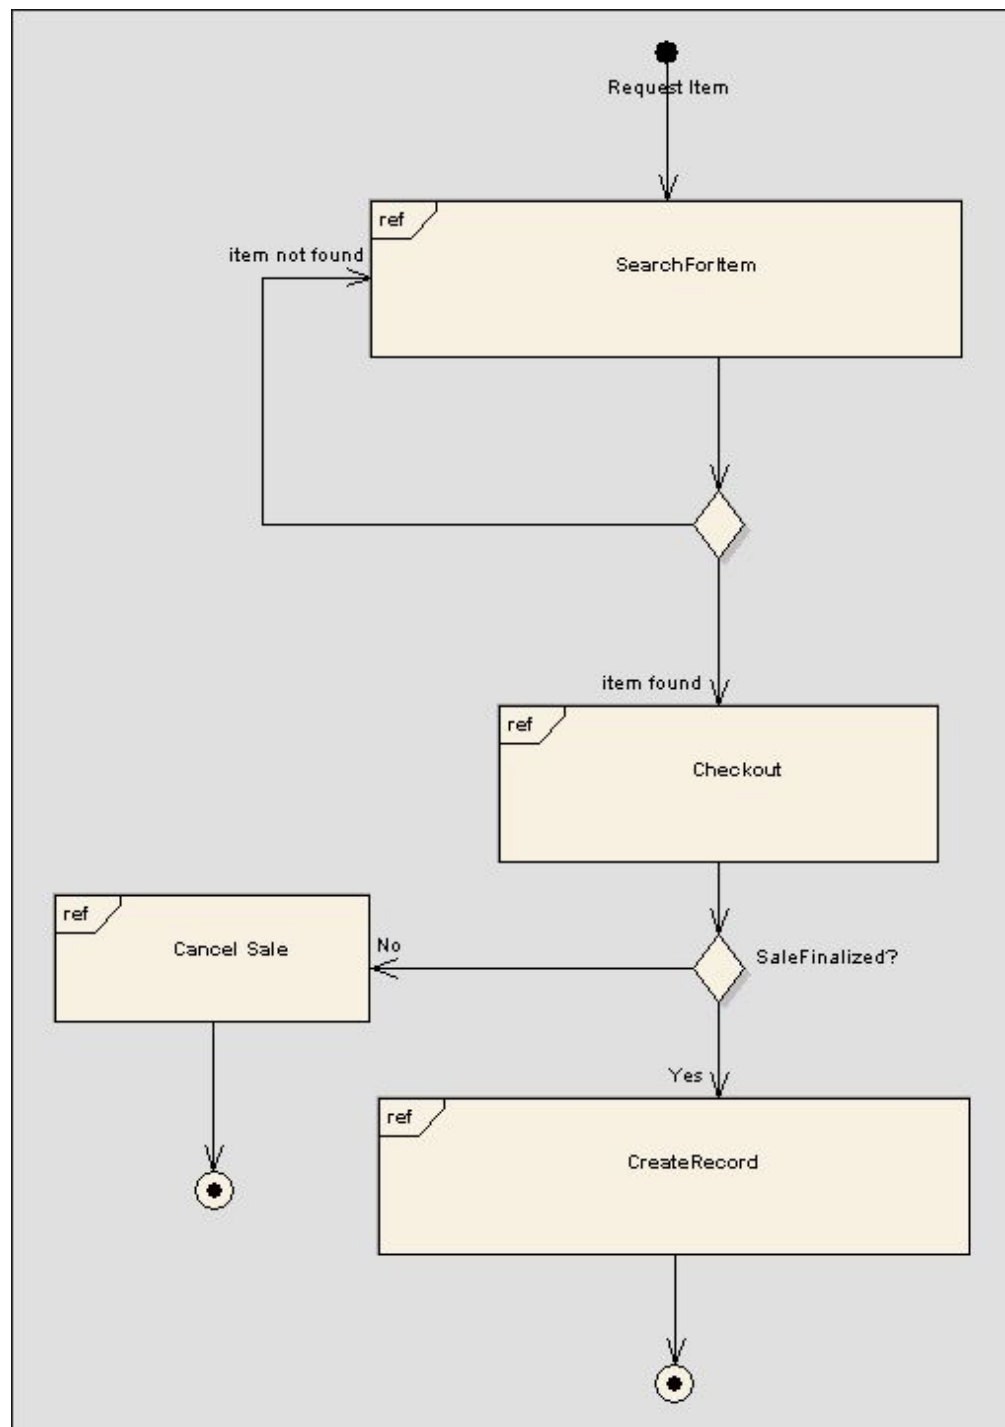 Request Item
ref
item not found
SearchForItem
item found
ref
Checkout
ref
Cancel Sale
No
SaleFinalized?
Yes
ref
CreateRecord